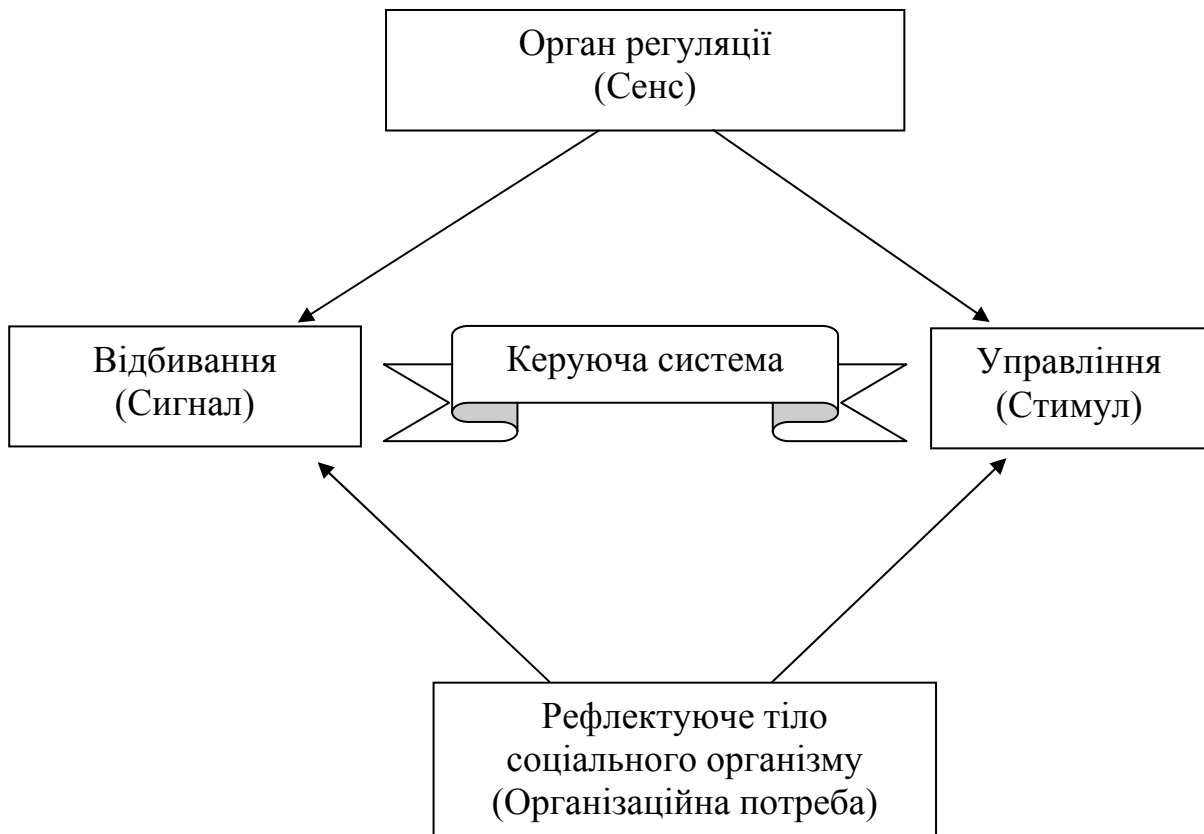 Орган регуляції
(Сенс)
Відбивання
(Сигнал)
Керуюча система
Управління
(Стимул)
Рефлектуюче тіло
соціального організму
(Організаційна потреба)